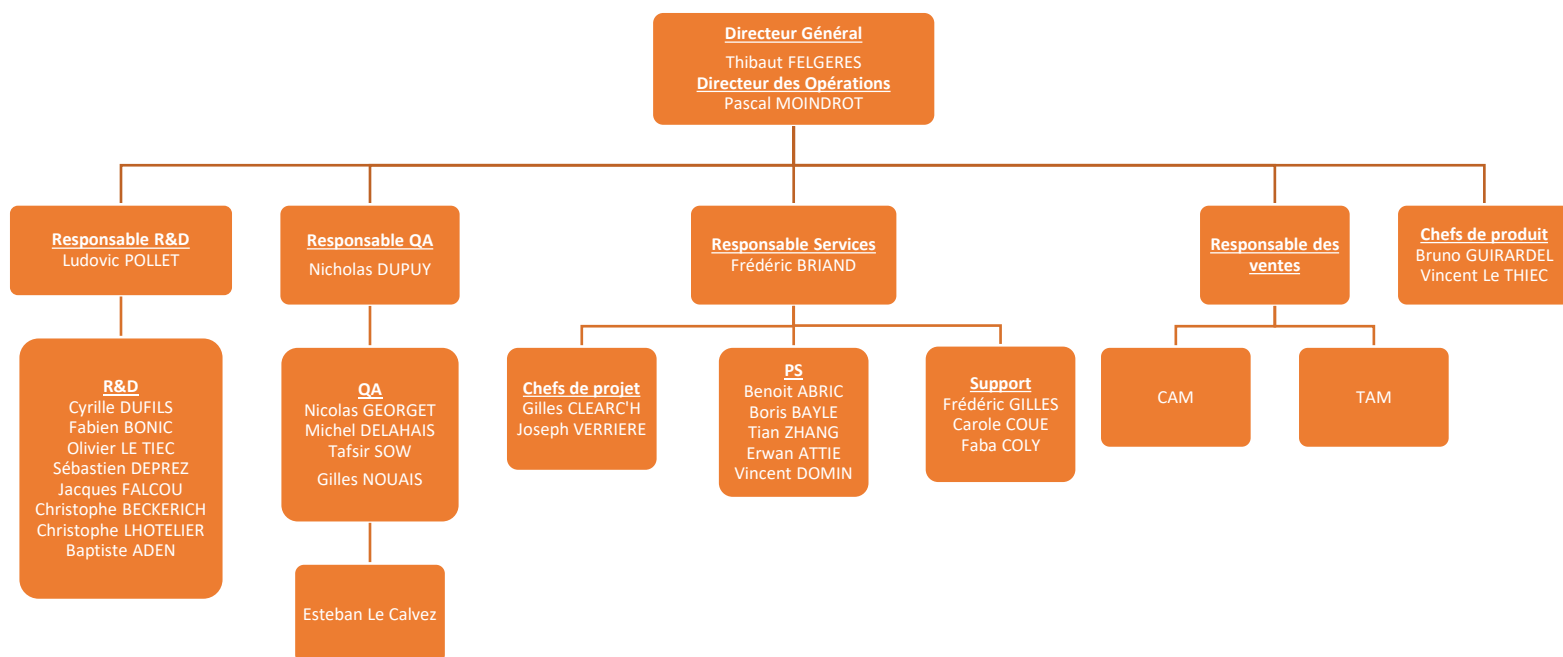 Directeur Général
Thibaut FELGERES
Directeur des Opérations
Pascal MOINDROT
Responsable R&D
Ludovic POLLET
Responsable QA
Nicholas DUPUY
Responsable Services
Frédéric BRIAND
Responsable des
ventes
Chefs de produit
Bruno GUIRARDEL
Vincent Le THIEC
R&D
Cyrille DUFILS
Fabien BONIC
Olivier LE TIEC
Sébastien DEPREZ
Jacques FALCOU
Christophe BECKERICH
Christophe LHOTELIER
Baptiste ADEN
QA
Nicolas GEORGET
Michel DELAHAIS
Tafsir SOW
Gilles NOUAIS
Esteban Le Calvez
Chefs de projet
Gilles CLEARC'H
Joseph VERRIERE
PS
Benoit ABRIC
Boris BAYLE
Tian ZHANG
Erwan ATTIE
Vincent DOMIN
Support
Frédéric GILLES
Carole COUE
Faba COLY
CAM
TAM